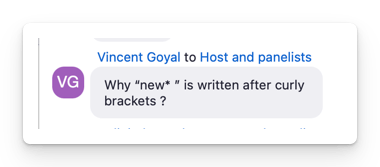 Vincent Goyal to Host and panelists
VG
Why “new* ” is written after curly
brackets ?